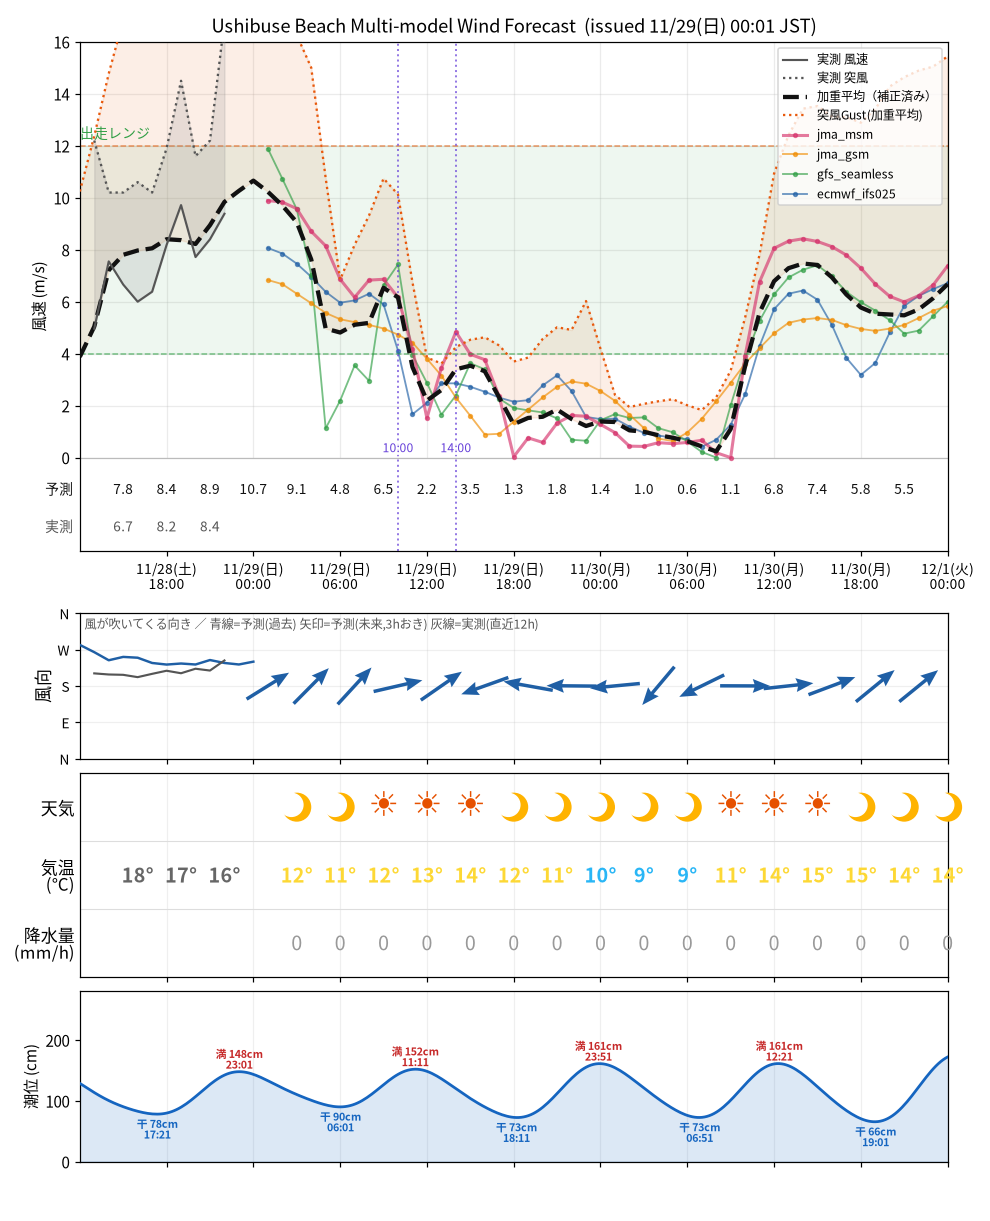 Ushibuse Beach Multi-model Wind Forecast (issued 11/29(日) 00:01 JST)
風速 (m/s)
16
14
12
10
8
6
4
2
0
出走レンジ
実測 風速
実測 突風
加重平均（補正済み）
突風Gust(加重平均)
jma_msm
jma_gsm
gfs_seamless
ecmwf_ifs025
10:00 14:00
予測 7.8 8.4 8.9 10.7 9.1 4.8 6.5 2.2 3.5 1.3 1.8 1.4 1.0 0.6 1.1 6.8 7.4 5.8 5.5
実測 6.7 8.2 8.4
11/28(土) 11/29(日) 11/29(日) 11/29(日) 11/29(日) 11/30(月) 11/30(月) 11/30(月) 11/30(月) 12/1(火)
18:00 00:00 06:00 12:00 18:00 00:00 06:00 12:00 18:00 00:00
風向
N
W
S
E
N
風が吹いてくる向き ／ 青線=予測(過去) 矢印=予測(未来,3hおき) 灰線=実測(直近12h)
天気
気温
(°C)
18° 17° 16° 12° 11° 12° 13° 14° 12° 11° 10° 9° 9° 11° 14° 15° 15° 14° 14°
降水量
(mm/h)
0 0 0 0 0 0 0 0 0 0 0 0 0 0 0 0
潮位 (cm)
200
100
0
満 148cm
23:01
満 152cm
11:11
満 161cm
23:51
満 161cm
12:21
干 78cm
17:21
干 90cm
06:01
干 73cm
18:11
干 73cm
06:51
干 66cm
19:01